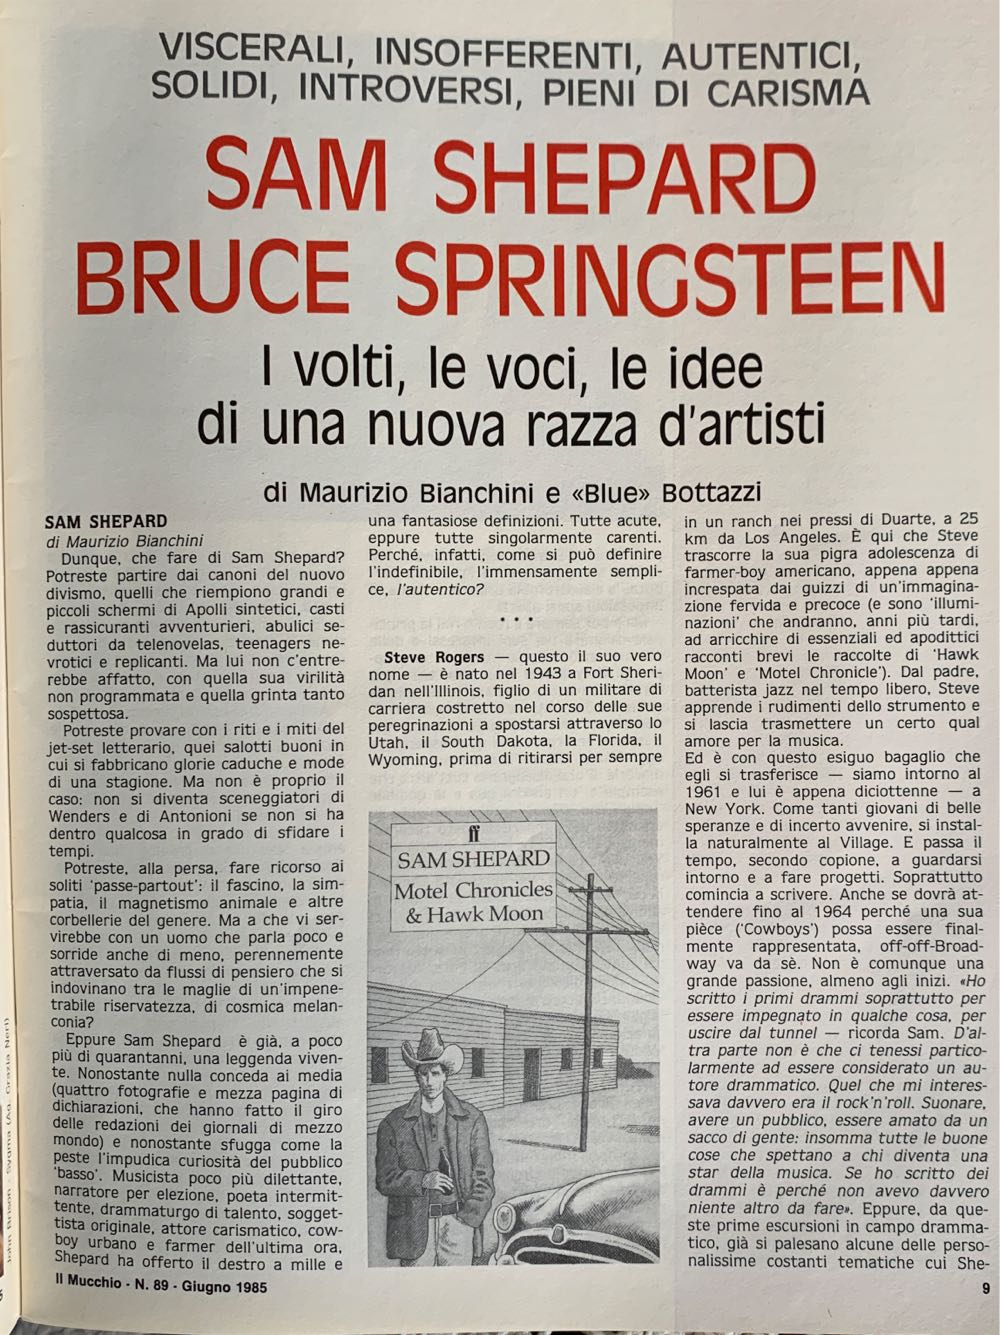 VISCERALI, INSOFFERENTI, AUTENTICI,
SOLIDI, INTROVERSI, PIENI DI CARISMA
SAM SHEPARD
BRUCE SPRINGSTEEN
I volti, le voci, le idee
di una nuova razza d'artisti
di Maurizio Bianchini e «Blue» Bottazzi
SAM SHEPARD
di Maurizio Bianchini
Dunque, che fare di Sam Shepard?
Potreste partire dai canoni del nuovo
divismo, quelli che riempiono grandi e
piccoli schermi di Apolli sintetici, casti
e rassicuranti avventurieri, abulici se-
duttori da telenovelas, teenagers ne-
vrotici e replicanti. Ma lui non c'entre-
rebbe affatto, con quella sua virilità
non programmata e quella grinta tanto
sospettosa.
Potreste provare con i riti e i miti del
jet-set letterario, quei salotti buoni in
cui si fabbricano glorie caduche e mode
di una stagione. Ma non è proprio il
caso: non si diventa sceneggiatori di
Wenders e di Antonioni se non si ha
dentro qualcosa in grado di sfidare i
tempi.
Potreste, alla persa, fare ricorso ai
soliti 'passe-partout': il fascino, la sim-
patia, il magnetismo animale e altre
corbellerie del genere. Ma a che vi ser-
virebbe con un uomo che parla poco e
sorride anche di meno, perennemente
attraversato da flussi di pensiero che si
indovinano tra le maglie di un'impene-
trabile riservatezza, di cosmica melan-
conia?
Eppure Sam Shepard è già, a poco
più di quarantanni, una leggenda viven-
te. Nonostante nulla conceda ai media
(quattro fotografie e mezza pagina di
dichiarazioni, che hanno fatto il giro
delle redazioni dei giornali di mezzo
mondo) e nonostante sfugga come la
peste l'impudica curiosità del pubblico
'basso'. Musicista poco più dilettante,
narratore per elezione, poeta intermit-
tente, drammaturgo di talento, sogget-
tista originale, attore carismatico, cow-
boy urbano e farmer dell'ultima ora,
Shepard ha offerto il destro a mille e
una fantasiose definizioni. Tutte acute,
eppure tutte singolarmente carenti.
Perché, infatti, come si può definire
l'indefinibile, l'immensamente sempli-
ce, l'autentico?
• • •
Steve Rogers — questo il suo vero
nome — è nato nel 1943 a Fort Sheri-
dan nell'Illinois, figlio di un militare di
carriera costretto nel corso delle sue
peregrinazioni a spostarsi attraverso lo
Utah, il South Dakota, la Florida, il
Wyoming, prima di ritirarsi per sempre
ff
SAM SHEPARD
Motel Chronicles
& Hawk Moon
in un ranch nei pressi di Duarte, a 25
km da Los Angeles. È qui che Steve
trascorre la sua pigra adolescenza di
farmer-boy americano, appena appena
increspata dai guizzi di un'immagina-
zione fervida e precoce (e sono 'illumi-
nazioni' che andranno, anni più tardi,
ad arricchire di essenziali ed apodittici
racconti brevi le raccolte di 'Hawk
Moon' e 'Motel Chronicle'). Dal padre,
batterista jazz nel tempo libero, Steve
apprende i rudimenti dello strumento e
si lascia trasmettere un certo qual
amore per la musica.
Ed è con questo esiguo bagaglio che
egli si trasferisce — siamo intorno al
1961 e lui è appena diciottenne — a
New York. Come tanti giovani di belle
speranze e di incerto avvenire, si instal-
la naturalmente al Village. E passa il
tempo, secondo copione, a guardarsi
intorno e a fare progetti. Soprattutto
comincia a scrivere. Anche se dovrà at-
tendere fino al 1964 perché una sua
pièce ('Cowboys') possa essere final-
mente rappresentata, off-off-Broad-
way va da sè. Non è comunque una
grande passione, almeno agli inizi. «Ho
scritto i primi drammi soprattutto per
essere impegnato in qualche cosa, per
uscire dal tunnel — ricorda Sam. D'al-
tra parte non è che ci tenessi partico-
larmente ad essere considerato un au-
tore drammatico. Quel che mi interes-
sava davvero era il rock'n'roll. Suonare,
avere un pubblico, essere amato da un
sacco di gente: insomma tutte le buone
cose che spettano a chi diventa una
star della musica. Se ho scritto dei
drammi è perché non avevo davvero
niente altro da fare». Eppure, da que-
ste prime escursioni in campo dramma-
tico, già si palesano alcune delle perso-
nalissime costanti tematiche cui She-
Il Mucchio - N. 89 - Giugno 1985
9